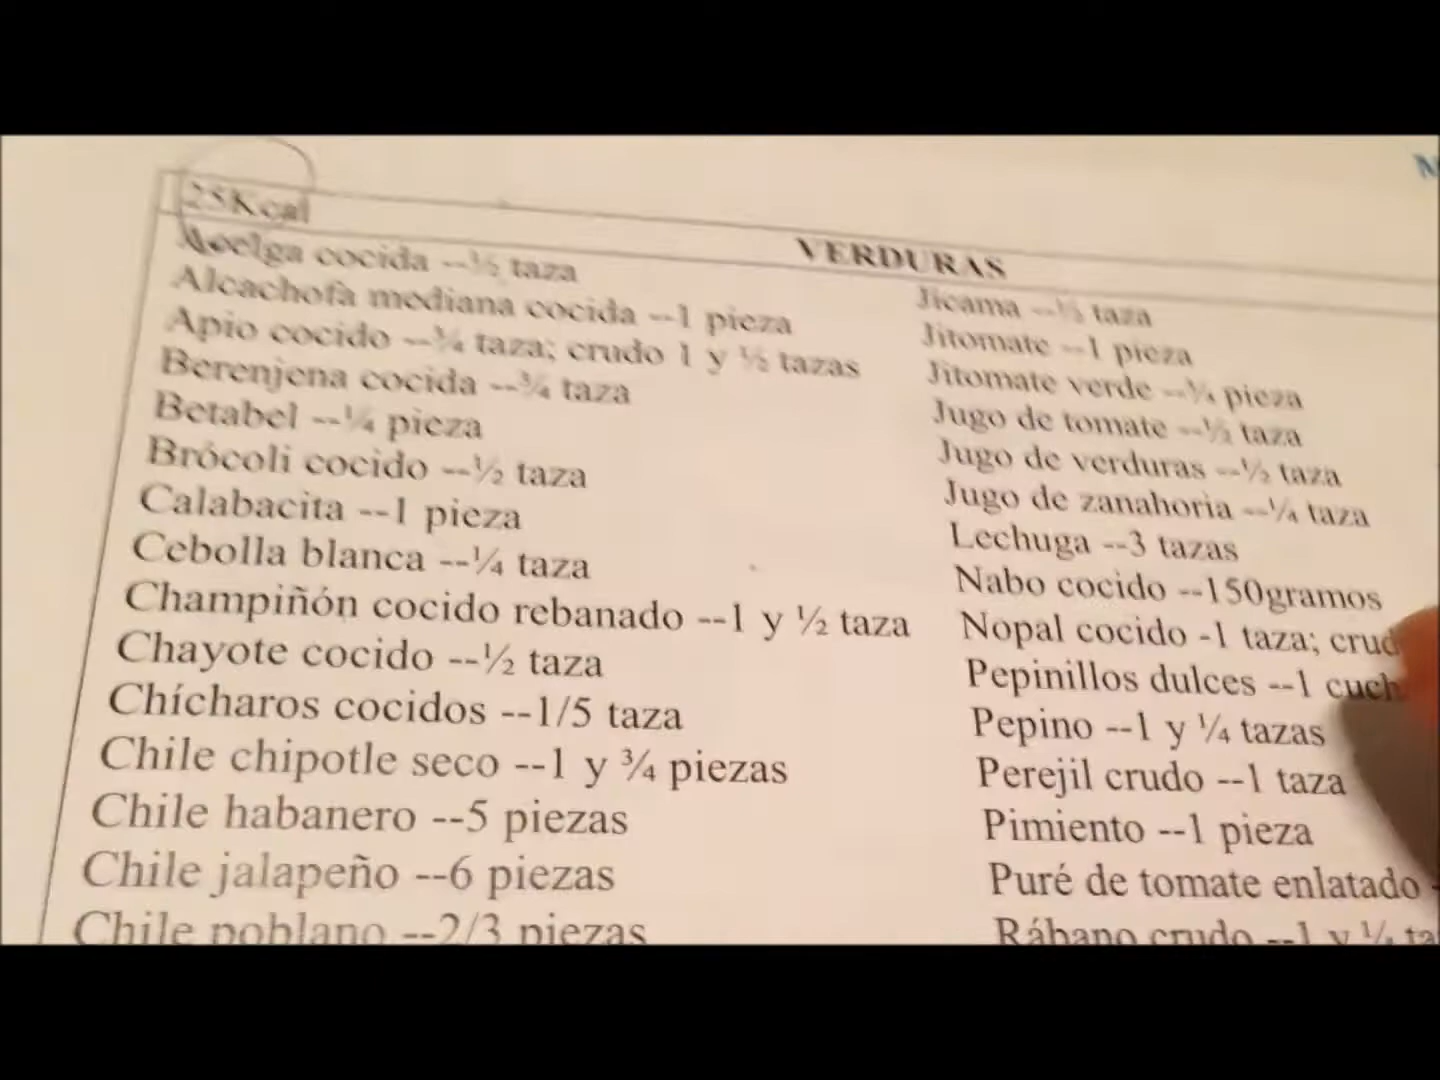 25Kcal
VERDURAS
Acelga cocida --½ taza
Alcachofa mediana cocida --1 pieza
Apio cocido --¾ taza; crudo 1 y ½ tazas
Berenjena cocida --¾ taza
Betabel --¼ pieza
Brócoli cocido --½ taza
Calabacita --1 pieza
Cebolla blanca --¼ taza
Champiñón cocido rebanado --1 y ½ taza
Chayote cocido --½ taza
Chícharos cocidos --1/5 taza
Chile chipotle seco --1 y ¾ piezas
Chile habanero --5 piezas
Chile jalapeño --6 piezas
Chile poblano --2/3 piezas
Jicama --½ taza
Jitomate --1 pieza
Jitomate verde -- pieza
Jugo de tomate --½ taza
Jugo de verduras --½ taza
Jugo de zanahoria --¼ taza
Lechuga --3 tazas
Nabo cocido --150gramos
Nopal cocido -1 taza; crud
Pepinillos dulces --1 cuch
Pepino --1 y ¼ tazas
Perejil crudo --1 taza
Pimiento --1 pieza
Puré de tomate enlatado -
Rábano crudo --1 y ¼ ta